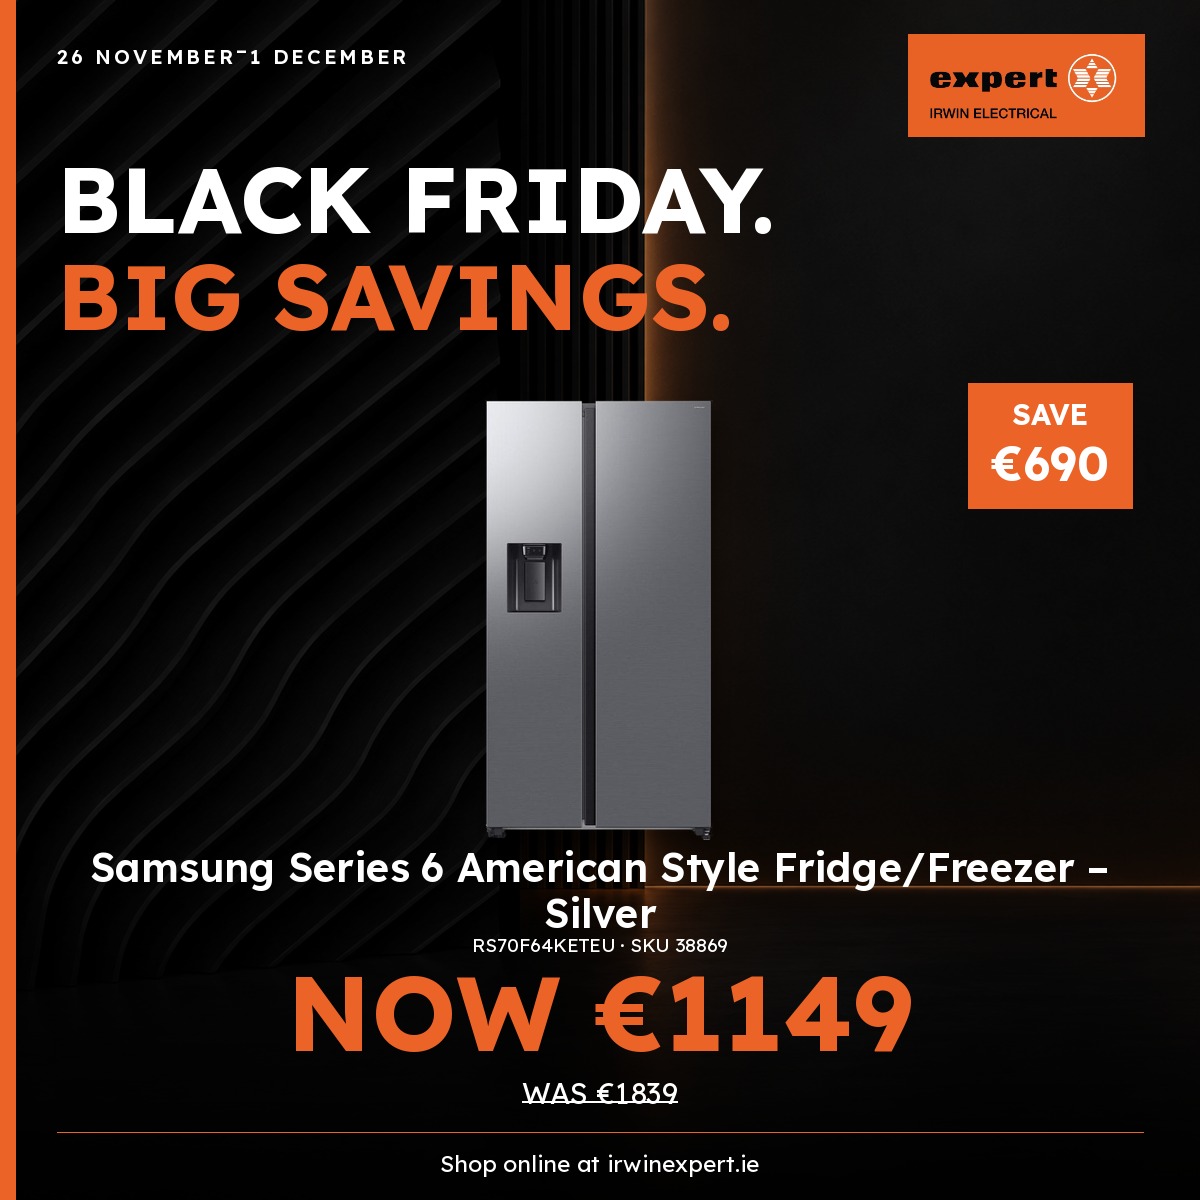 26 NOVEMBER–1 DECEMBER
expert
IRWIN ELECTRICAL
BLACK FRIDAY.
BIG SAVINGS.
SAVE
€690
Samsung Series 6 American Style Fridge/Freezer –
Silver
RS70F64KETEU · SKU 38869
NOW €1149
WAS €1839
Shop online at irwinexpert.ie